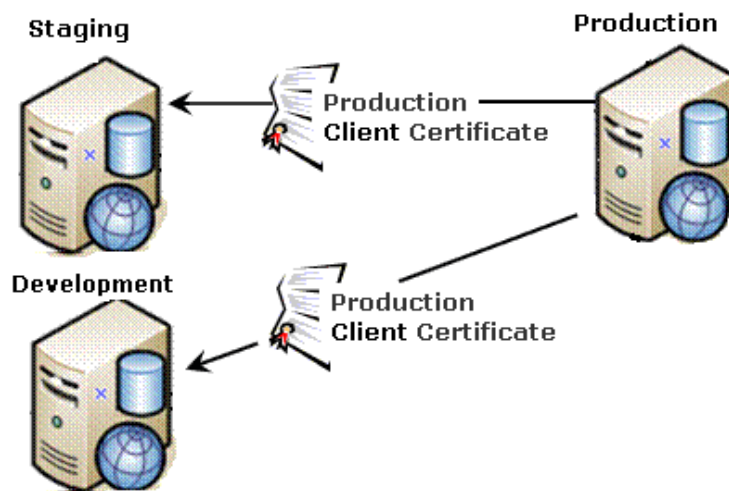 Staging
Production
Production
Client Certificate
Development
Production
Client Certificate